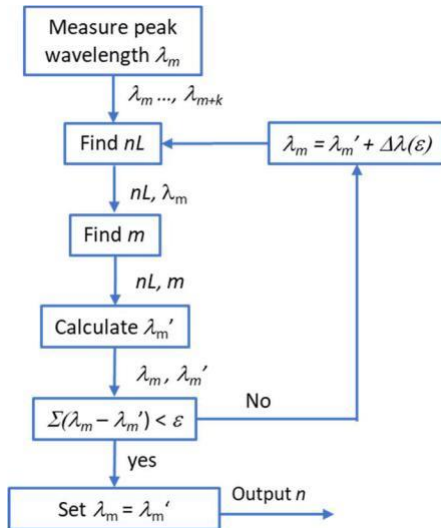 Measure peak
wavelength λm
λm ..., λm+k
Find nL
λm = λm′ + Δλ(ε)
nL, λm
Find m
nL, m
Calculate λm′
λm , λm′
Σ(λm – λm′) < ε
No
yes
Set λm = λm‘
Output n